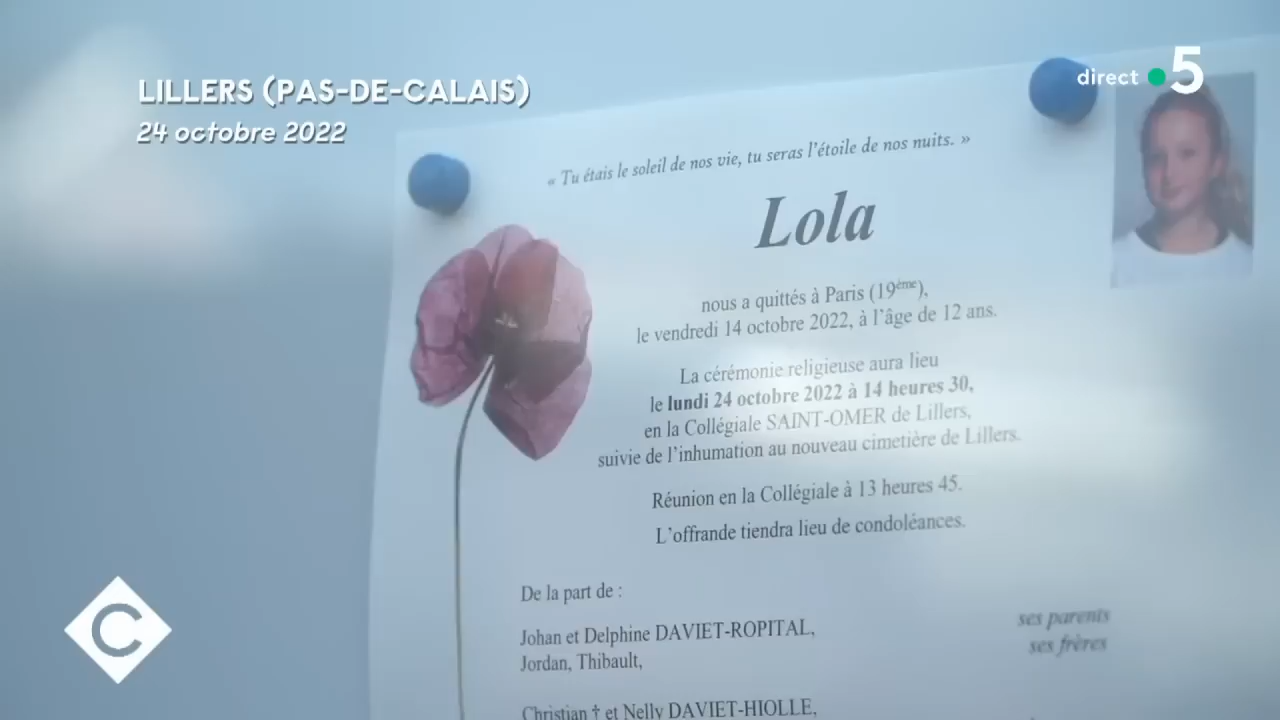 LILLERS (PAS-DE-CALAIS)
24 octobre 2022
direct 5
« Tu étais le soleil de nos vie, tu seras l'étoile de nos nuits. »
Lola
nous a quittés à Paris (19ème),
le vendredi 14 octobre 2022, à l'âge de 12 ans.
La cérémonie religieuse aura lieu
le lundi 24 octobre 2022 à 14 heures 30,
en la Collégiale SAINT-OMER de Lillers,
suivie de l'inhumation au nouveau cimetière de Lillers.
Réunion en la Collégiale à 13 heures 45.
L'offrande tiendra lieu de condoléances.
De la part de :
Johan et Delphine DAVIET-ROPITAL, ses parents
Jordan, Thibault, ses frères
Christian † et Nelly DAVIET-HIOLLE,
C